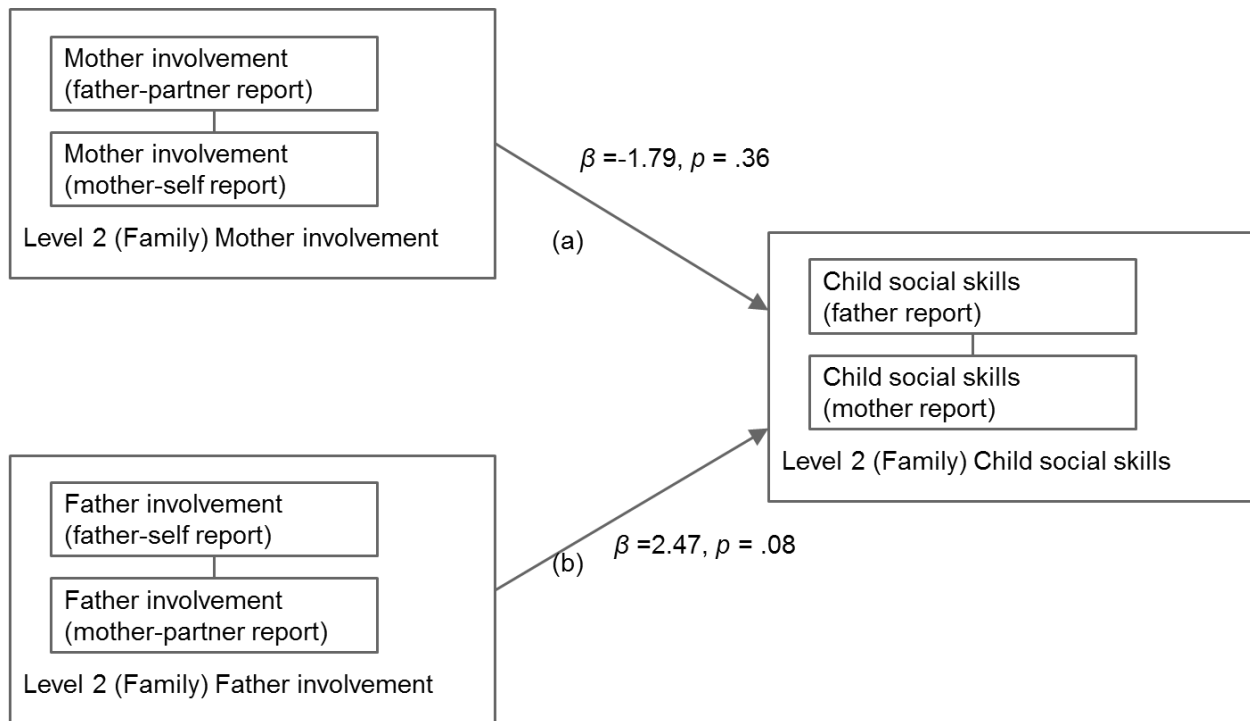 Mother involvement
(father-partner report)
Mother involvement
(mother-self report)
Level 2 (Family) Mother involvement
β =-1.79, p = .36
(a)
Child social skills
(father report)
Child social skills
(mother report)
Level 2 (Family) Child social skills
Father involvement
(father-self report)
Father involvement
(mother-partner report)
Level 2 (Family) Father involvement
(b)
β =2.47, p = .08